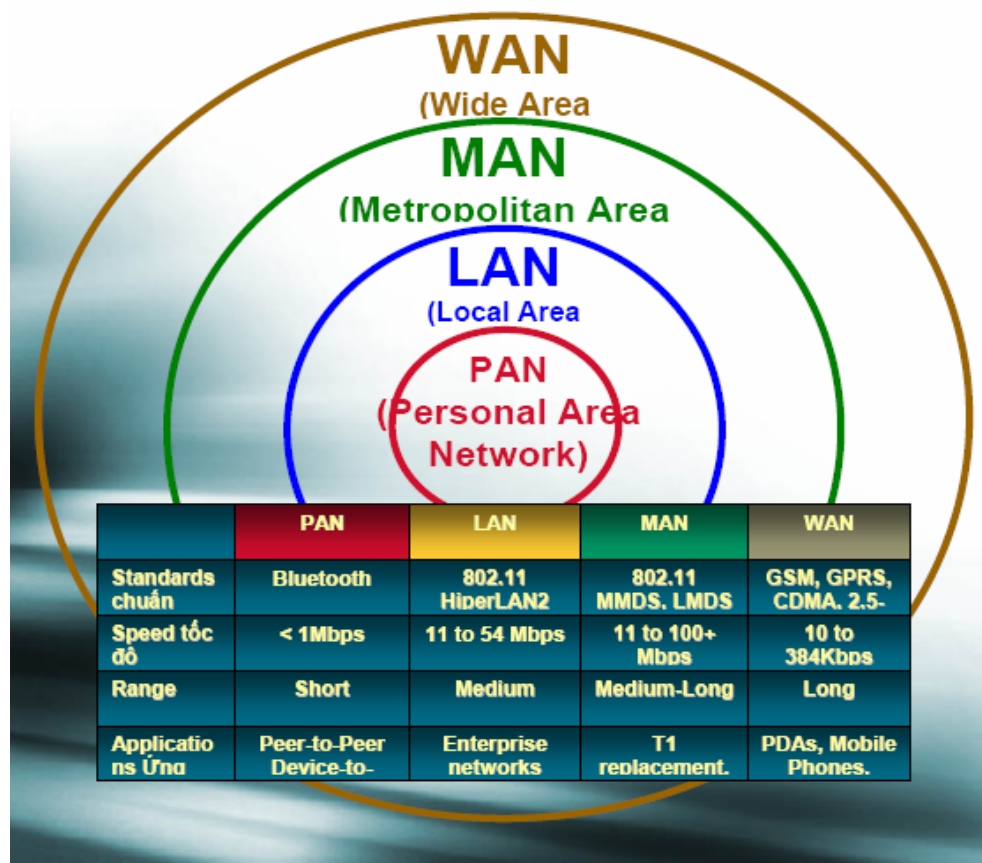 WAN
(Wide Area
MAN
(Metropolitan Area
LAN
(Local Area
PAN
(Personal Area
Network)
PAN LAN MAN WAN
Standards Bluetooth 802.11 802.11 GSM, GPRS,
chuẩn HiperLAN2 MMDS, LMDS CDMA, 2.5-
Speed tốc < 1Mbps 11 to 54 Mbps 11 to 100+ 10 to
độ Mbps 384Kbps
Range Short Medium Medium-Long Long
Applicatio Peer-to-Peer Enterprise T1 PDAs, Mobile
ns Ứng Device-to- networks replacement, Phones,